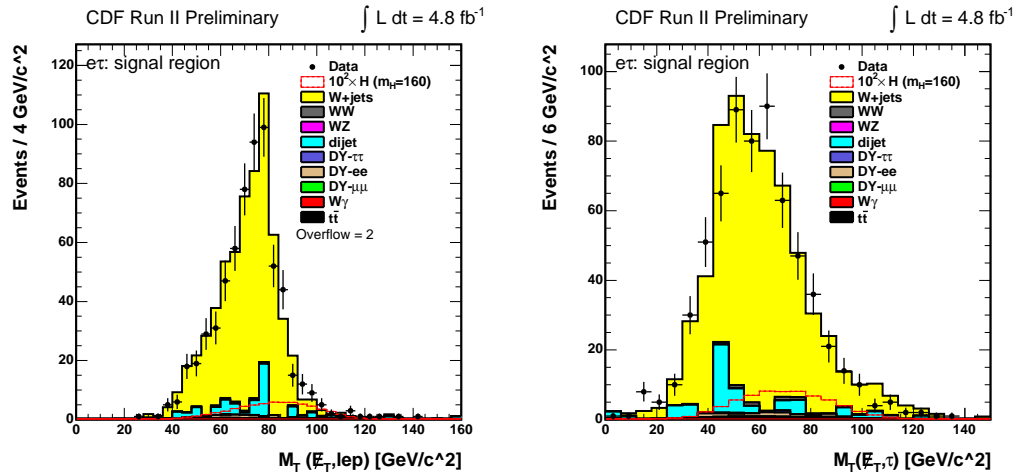 CDF Run II Preliminary
∫ L dt = 4.8 fb⁻¹
eτ: signal region
Data
10²×H (m_H=160)
W+jets
WW
WZ
dijet
DY-ττ
DY-ee
DY-μμ
Wγ
tt̄
Overflow = 2
Events / 4 GeV/c^2
120
100
80
60
40
20
0
0 20 40 60 80 100 120 140 160
M_T (E̸_T,lep) [GeV/c^2]
CDF Run II Preliminary
∫ L dt = 4.8 fb⁻¹
eτ: signal region
Data
10²×H (m_H=160)
W+jets
WW
WZ
dijet
DY-ττ
DY-ee
DY-μμ
Wγ
tt̄
Events / 6 GeV/c^2
100
80
60
40
20
0
0 20 40 60 80 100 120 140
M_T(E̸_T,τ) [GeV/c^2]